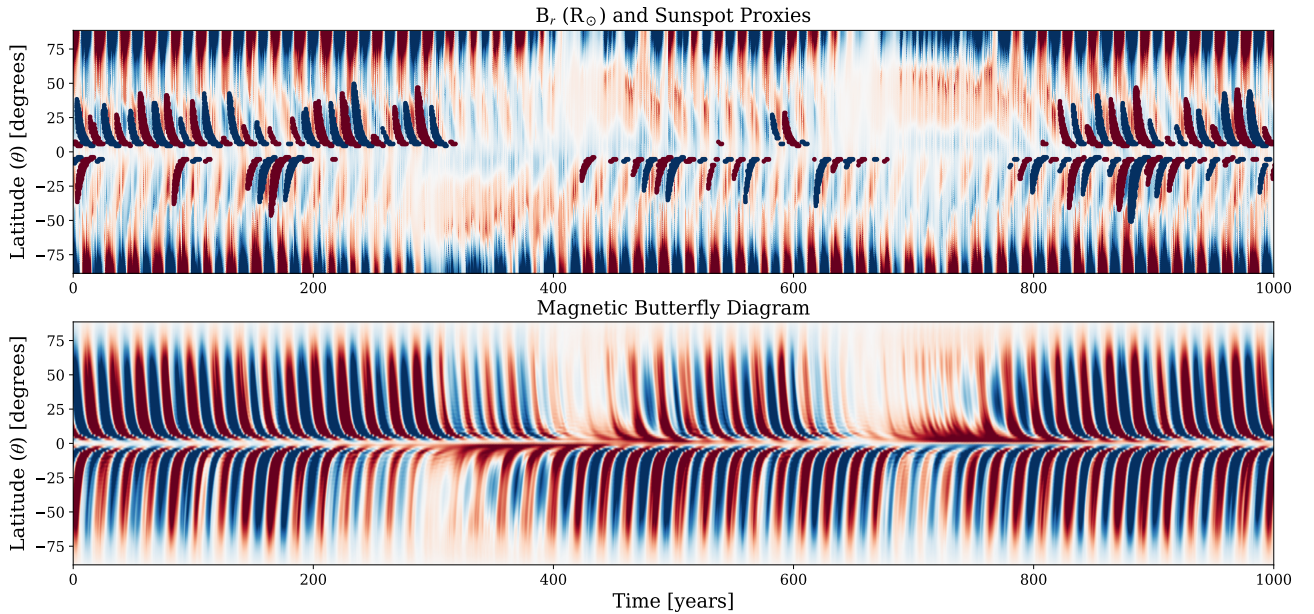 B_r (R_⊙) and Sunspot Proxies
Latitude (θ) [degrees]
75
50
25
0
−25
−50
−75
0 200 400 600 800 1000
Magnetic Butterfly Diagram
Latitude (θ) [degrees]
75
50
25
0
−25
−50
−75
0 200 400 600 800 1000
Time [years]